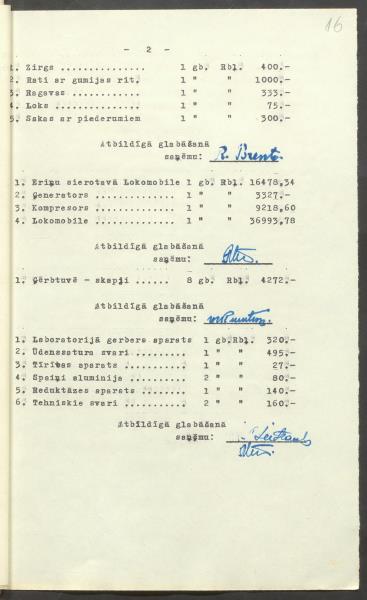 16
- 2 -
1. Zirgs .............. 1 gb. Rbl. 400.-
2. Rati ar gumijas rit. 1 " " 1000.-
3. Ragavas ............ 1 " " 333.-
4. Loks ............... 1 " " 75.-
5. Sakas ar piederumiem 1 " " 300.-
Atbildīgā glabāšanā
saņēmu: R. Brente.
1. Eriņu sierotavā Lokomobile 1 gb. Rbl. 16478,34
2. Ģenerators .............. 1 " " 3327.-
3. Kompresors .............. 1 " " 9218,60
4. Lokomobile .............. 1 " " 36993,78
Atbildīgā glabāšanā
saņēmu:
1. Ģērbtuvē - skapji ...... 8 gb. Rbl. 4272.-
Atbildīgā glabāšanā
saņēmu:
1. Laboratorijā gerbera aparats 1 gb.Rbl. 320.-
2. Ūdenssatura svari .......... 1 " " 495.-
3. Tīrības aparats ........... 1 " " 27.-
4. Spaiņi aluminija .......... 2 " " 80.-
5. Reduktāzes aparats ........ 1 " " 140.-
6. Tehniskie svari ........... 2 " " 160.-
Atbildīgā glabāšanā
saņēmu: